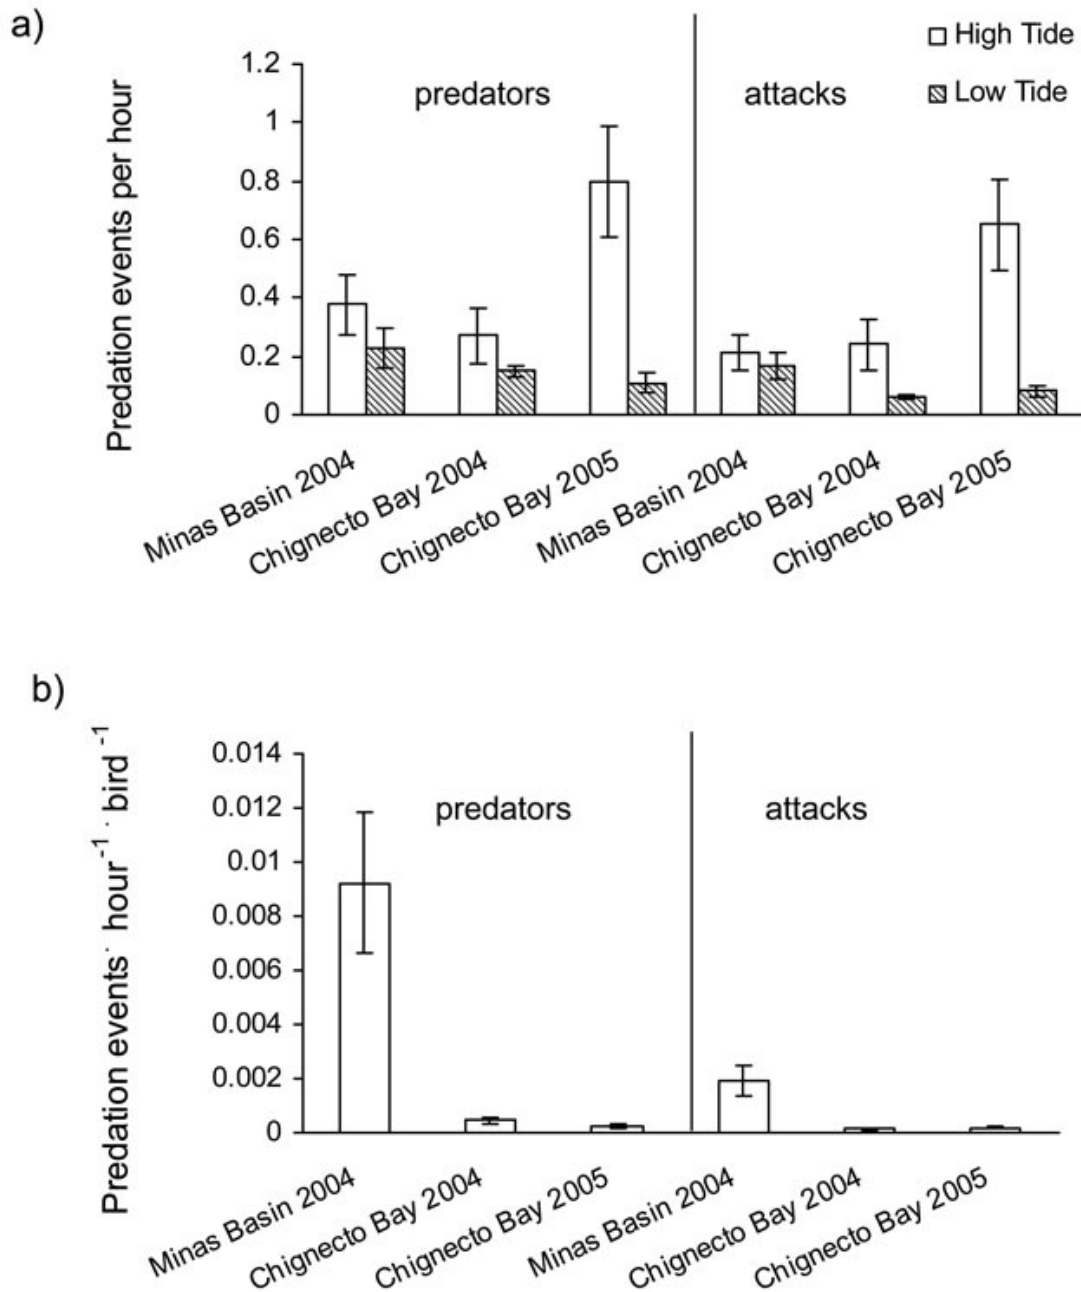 a)
High Tide
Low Tide
predators
attacks
Predation events per hour
1.2
1
0.8
0.6
0.4
0.2
0
Minas Basin 2004
Chignecto Bay 2004
Chignecto Bay 2005
Minas Basin 2004
Chignecto Bay 2004
Chignecto Bay 2005
b)
predators
attacks
Predation events · hour⁻¹ · bird⁻¹
0.014
0.012
0.01
0.008
0.006
0.004
0.002
0
Minas Basin 2004
Chignecto Bay 2004
Chignecto Bay 2005
Minas Basin 2004
Chignecto Bay 2004
Chignecto Bay 2005